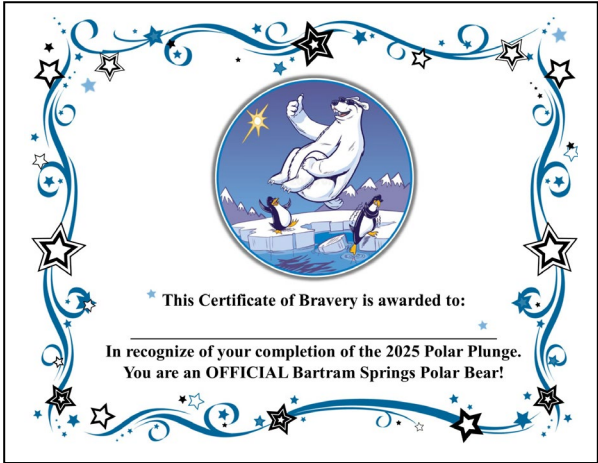 This Certificate of Bravery is awarded to:
In recognize of your completion of the 2025 Polar Plunge.
You are an OFFICIAL Bartram Springs Polar Bear!